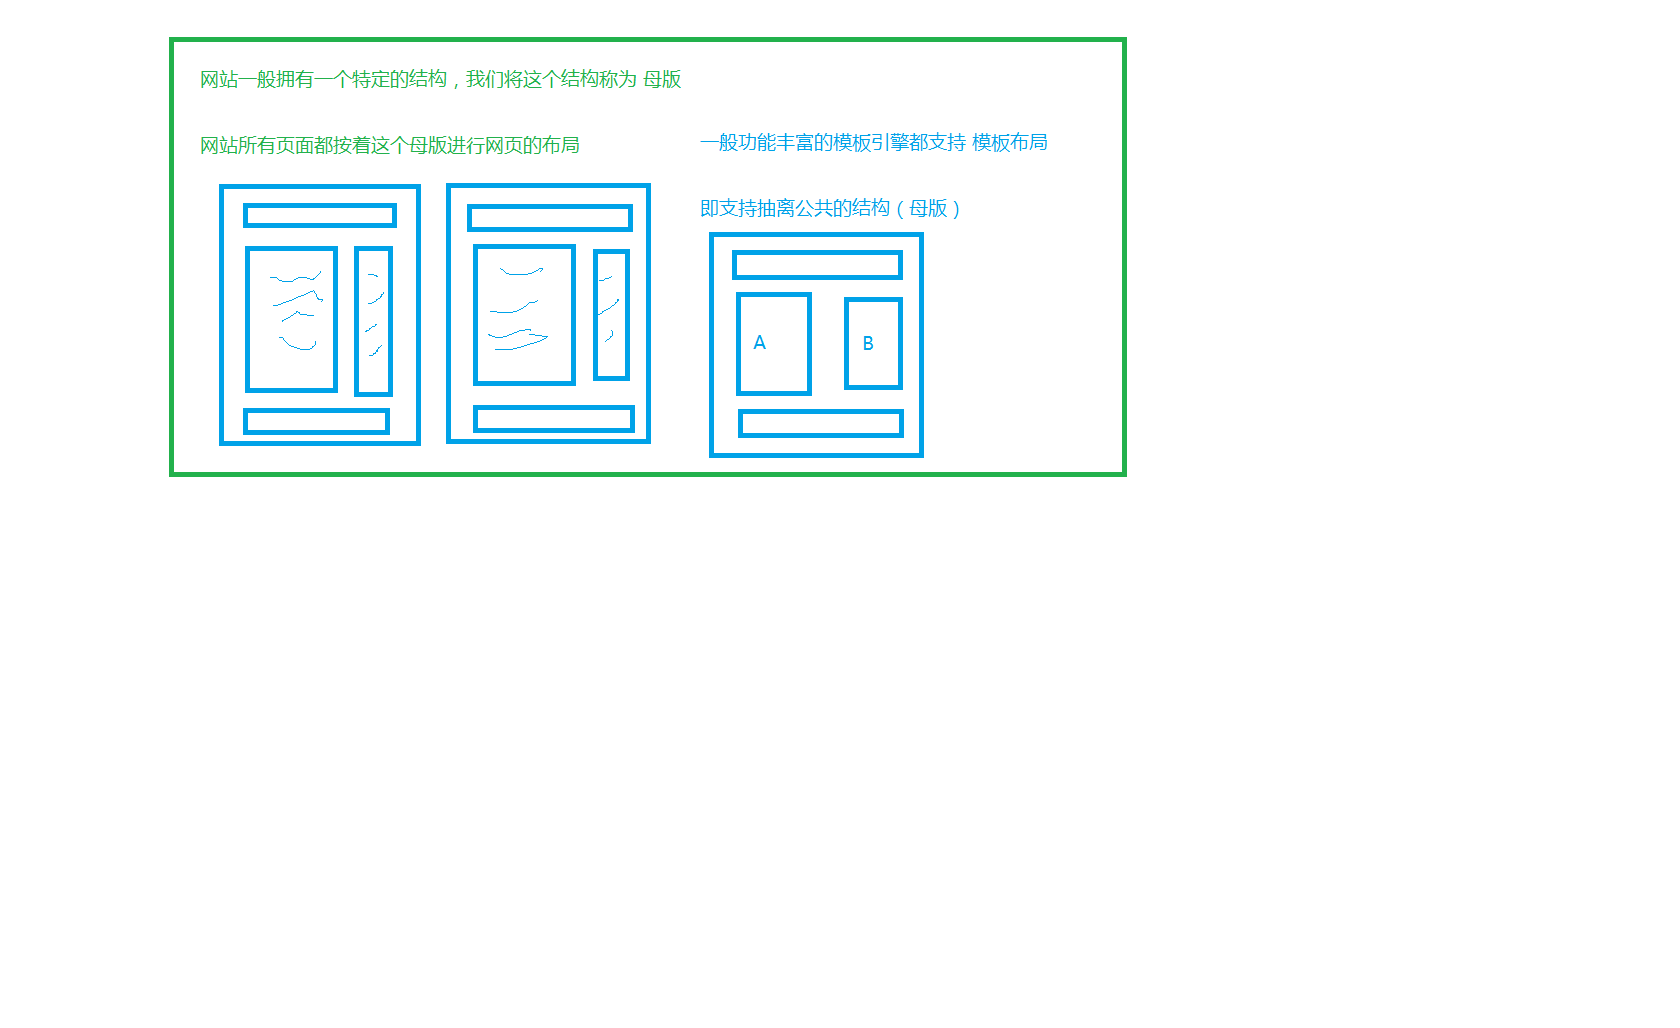 网站一般拥有一个特定的结构，我们将这个结构称为 母版
网站所有页面都按着这个母版进行网页的布局
一般功能丰富的模板引擎都支持 模板布局
即支持抽离公共的结构（母版）
A
B